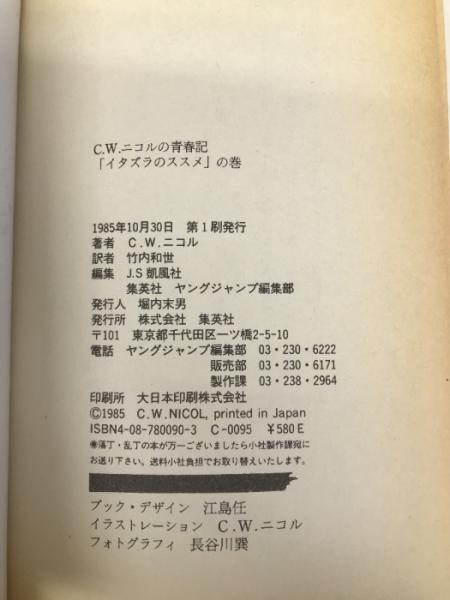 C.W.ニコルの青春記
「イタズラのススメ」の巻
1985年10月30日 第1刷発行
著者 C.W.ニコル
訳者 竹内和世
編集 J.S凱風社
集英社 ヤングジャンプ編集部
発行人 堀内末男
発行所 株式会社 集英社
〒101 東京都千代田区一ツ橋2-5-10
電話 ヤングジャンプ編集部 03・230・6222
販売部 03・230・6171
製作課 03・238・2964
印刷所 大日本印刷株式会社
©1985 C.W.NICOL, printed in Japan
ISBN4-08-780090-3 C-0095 ¥580E
◉落丁・乱丁の本が万一ございましたら小社製作課宛に
お送り下さい。送料小社負担でお取り替えいたします。
ブック・デザイン 江島任
イラストレーション C.W.ニコル
フォトグラフィ 長谷川巽